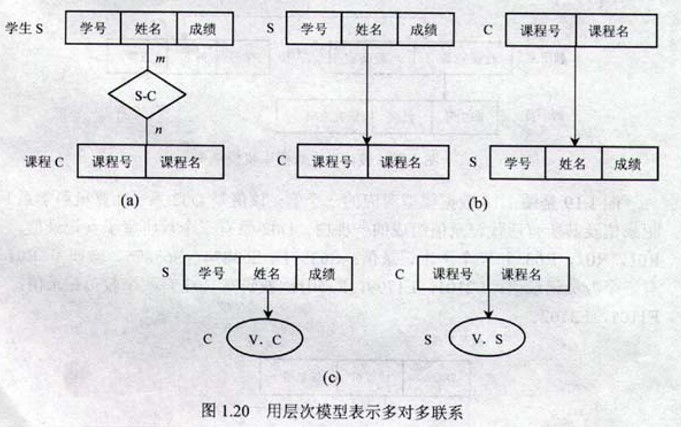 学生 S 学号 姓名 成绩
m
S-C
n
课程 C 课程号 课程名
(a)
S 学号 姓名 成绩
C 课程号 课程名
C 课程号 课程名
S 学号 姓名 成绩
(b)
S 学号 姓名 成绩
C V. C
C 课程号 课程名
S V. S
(c)
图 1.20 用层次模型表示多对多联系